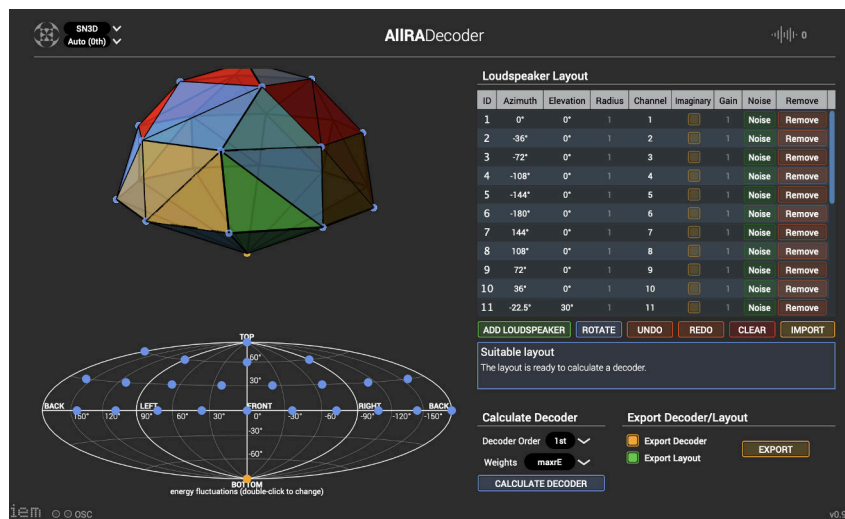 SN3D
Auto (0th)
AllRADecoder
0
Loudspeaker Layout
ID Azimuth Elevation Radius Channel Imaginary Gain Noise Remove
1 0° 0° 1 1 1 Noise Remove
2 -36° 0° 1 2 1 Noise Remove
3 -72° 0° 1 3 1 Noise Remove
4 -108° 0° 1 4 1 Noise Remove
5 -144° 0° 1 5 1 Noise Remove
6 -180° 0° 1 6 1 Noise Remove
7 144° 0° 1 7 1 Noise Remove
8 108° 0° 1 8 1 Noise Remove
9 72° 0° 1 9 1 Noise Remove
10 36° 0° 1 10 1 Noise Remove
11 -22.5° 30° 1 11 1 Noise Remove
ADD LOUDSPEAKER ROTATE UNDO REDO CLEAR IMPORT
Suitable layout
The layout is ready to calculate a decoder.
TOP
60°
30°
BACK LEFT FRONT RIGHT BACK
150° 120° 90° 60° 30° 0° -30° -60° -90° -120° -150°
-30°
-60°
BOTTOM
energy fluctuations (double-click to change)
Calculate Decoder
Decoder Order 1st
Weights maxrE
CALCULATE DECODER
Export Decoder/Layout
Export Decoder
Export Layout
EXPORT
iem OSC
v0.9